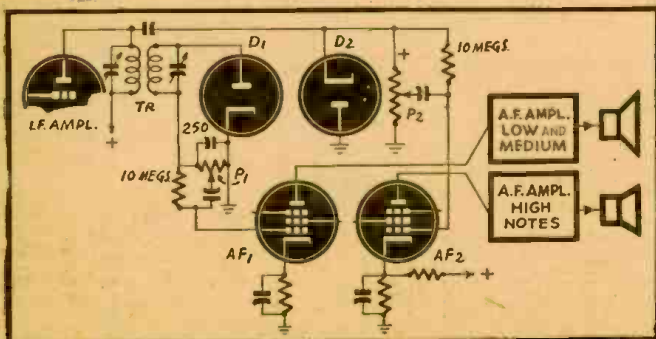 D1
D2
+
10 MEGS.
I.F. AMPL.
TR
+
250
P1
10 MEGS.
P2
A.F. AMPL.
LOW AND
MEDIUM
A.F. AMPL.
HIGH
NOTES
AF1
AF2
+